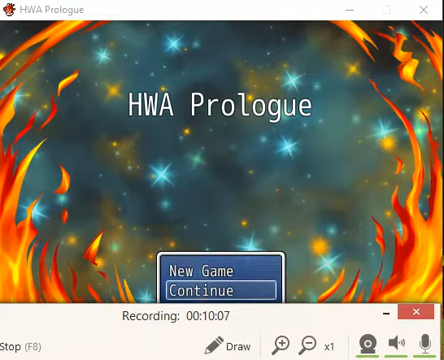 HWA Prologue
HWA Prologue
New Game
Continue
Recording: 00:10:07
Stop (F8)
Draw
x1